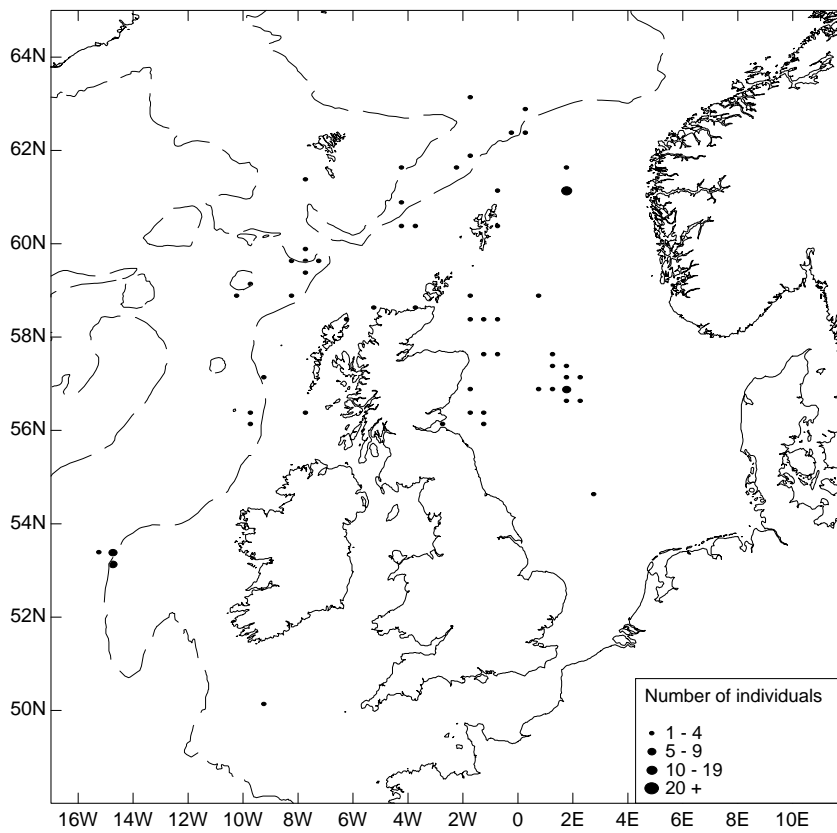 64N
62N
60N
58N
56N
54N
52N
50N
Number of individuals
1 - 4
5 - 9
10 - 19
20 +
16W 14W 12W 10W 8W 6W 4W 2W 0 2E 4E 6E 8E 10E